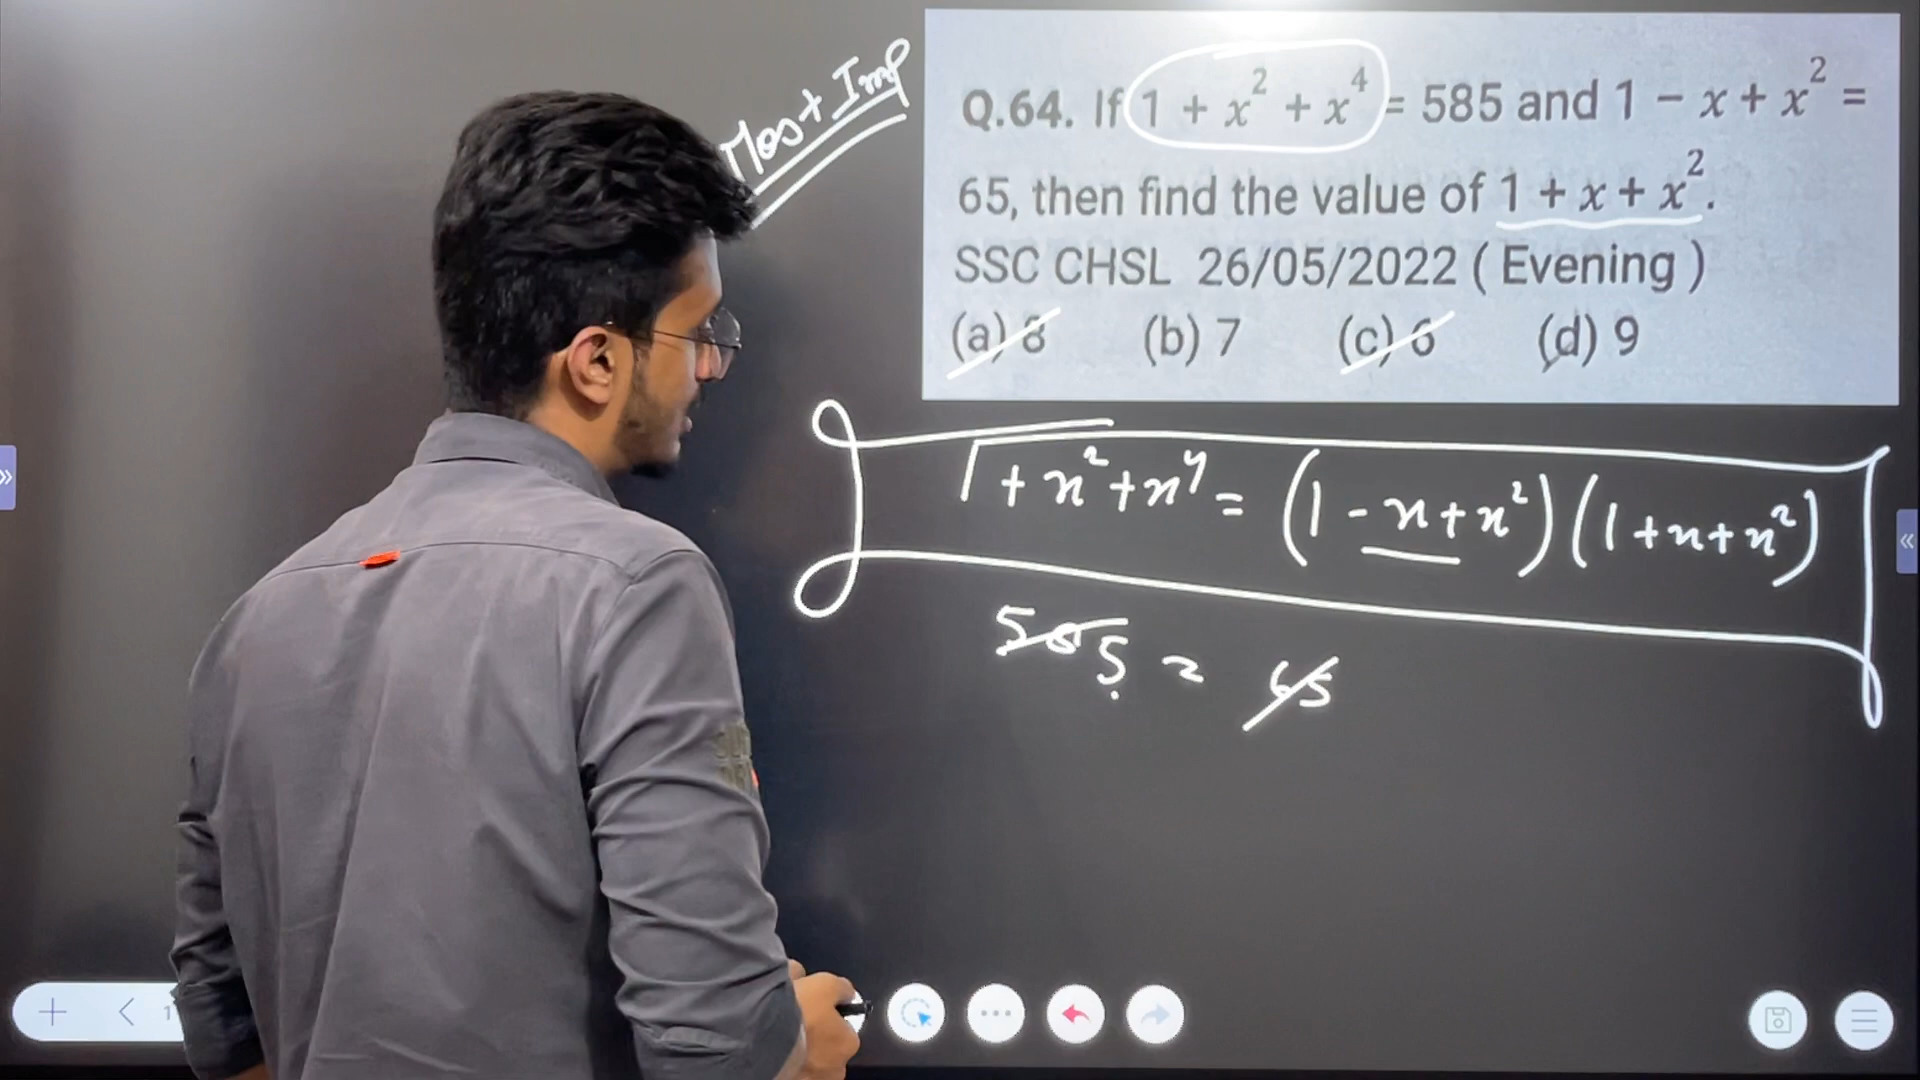 Most Imp
Q.64. If 1 + x² + x⁴ = 585 and 1 − x + x² =
65, then find the value of 1 + x + x².
SSC CHSL 26/05/2022 ( Evening )
(a) 8 (b) 7 (c) 6 (d) 9
1 + x² + x⁴ = (1 - x + x²) (1 + x + x²)
585 = 65
1